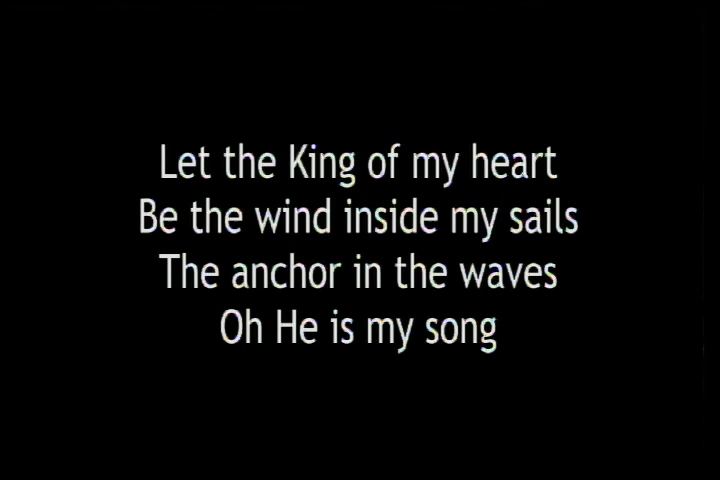 Let the King of my heart
Be the wind inside my sails
The anchor in the waves
Oh He is my song